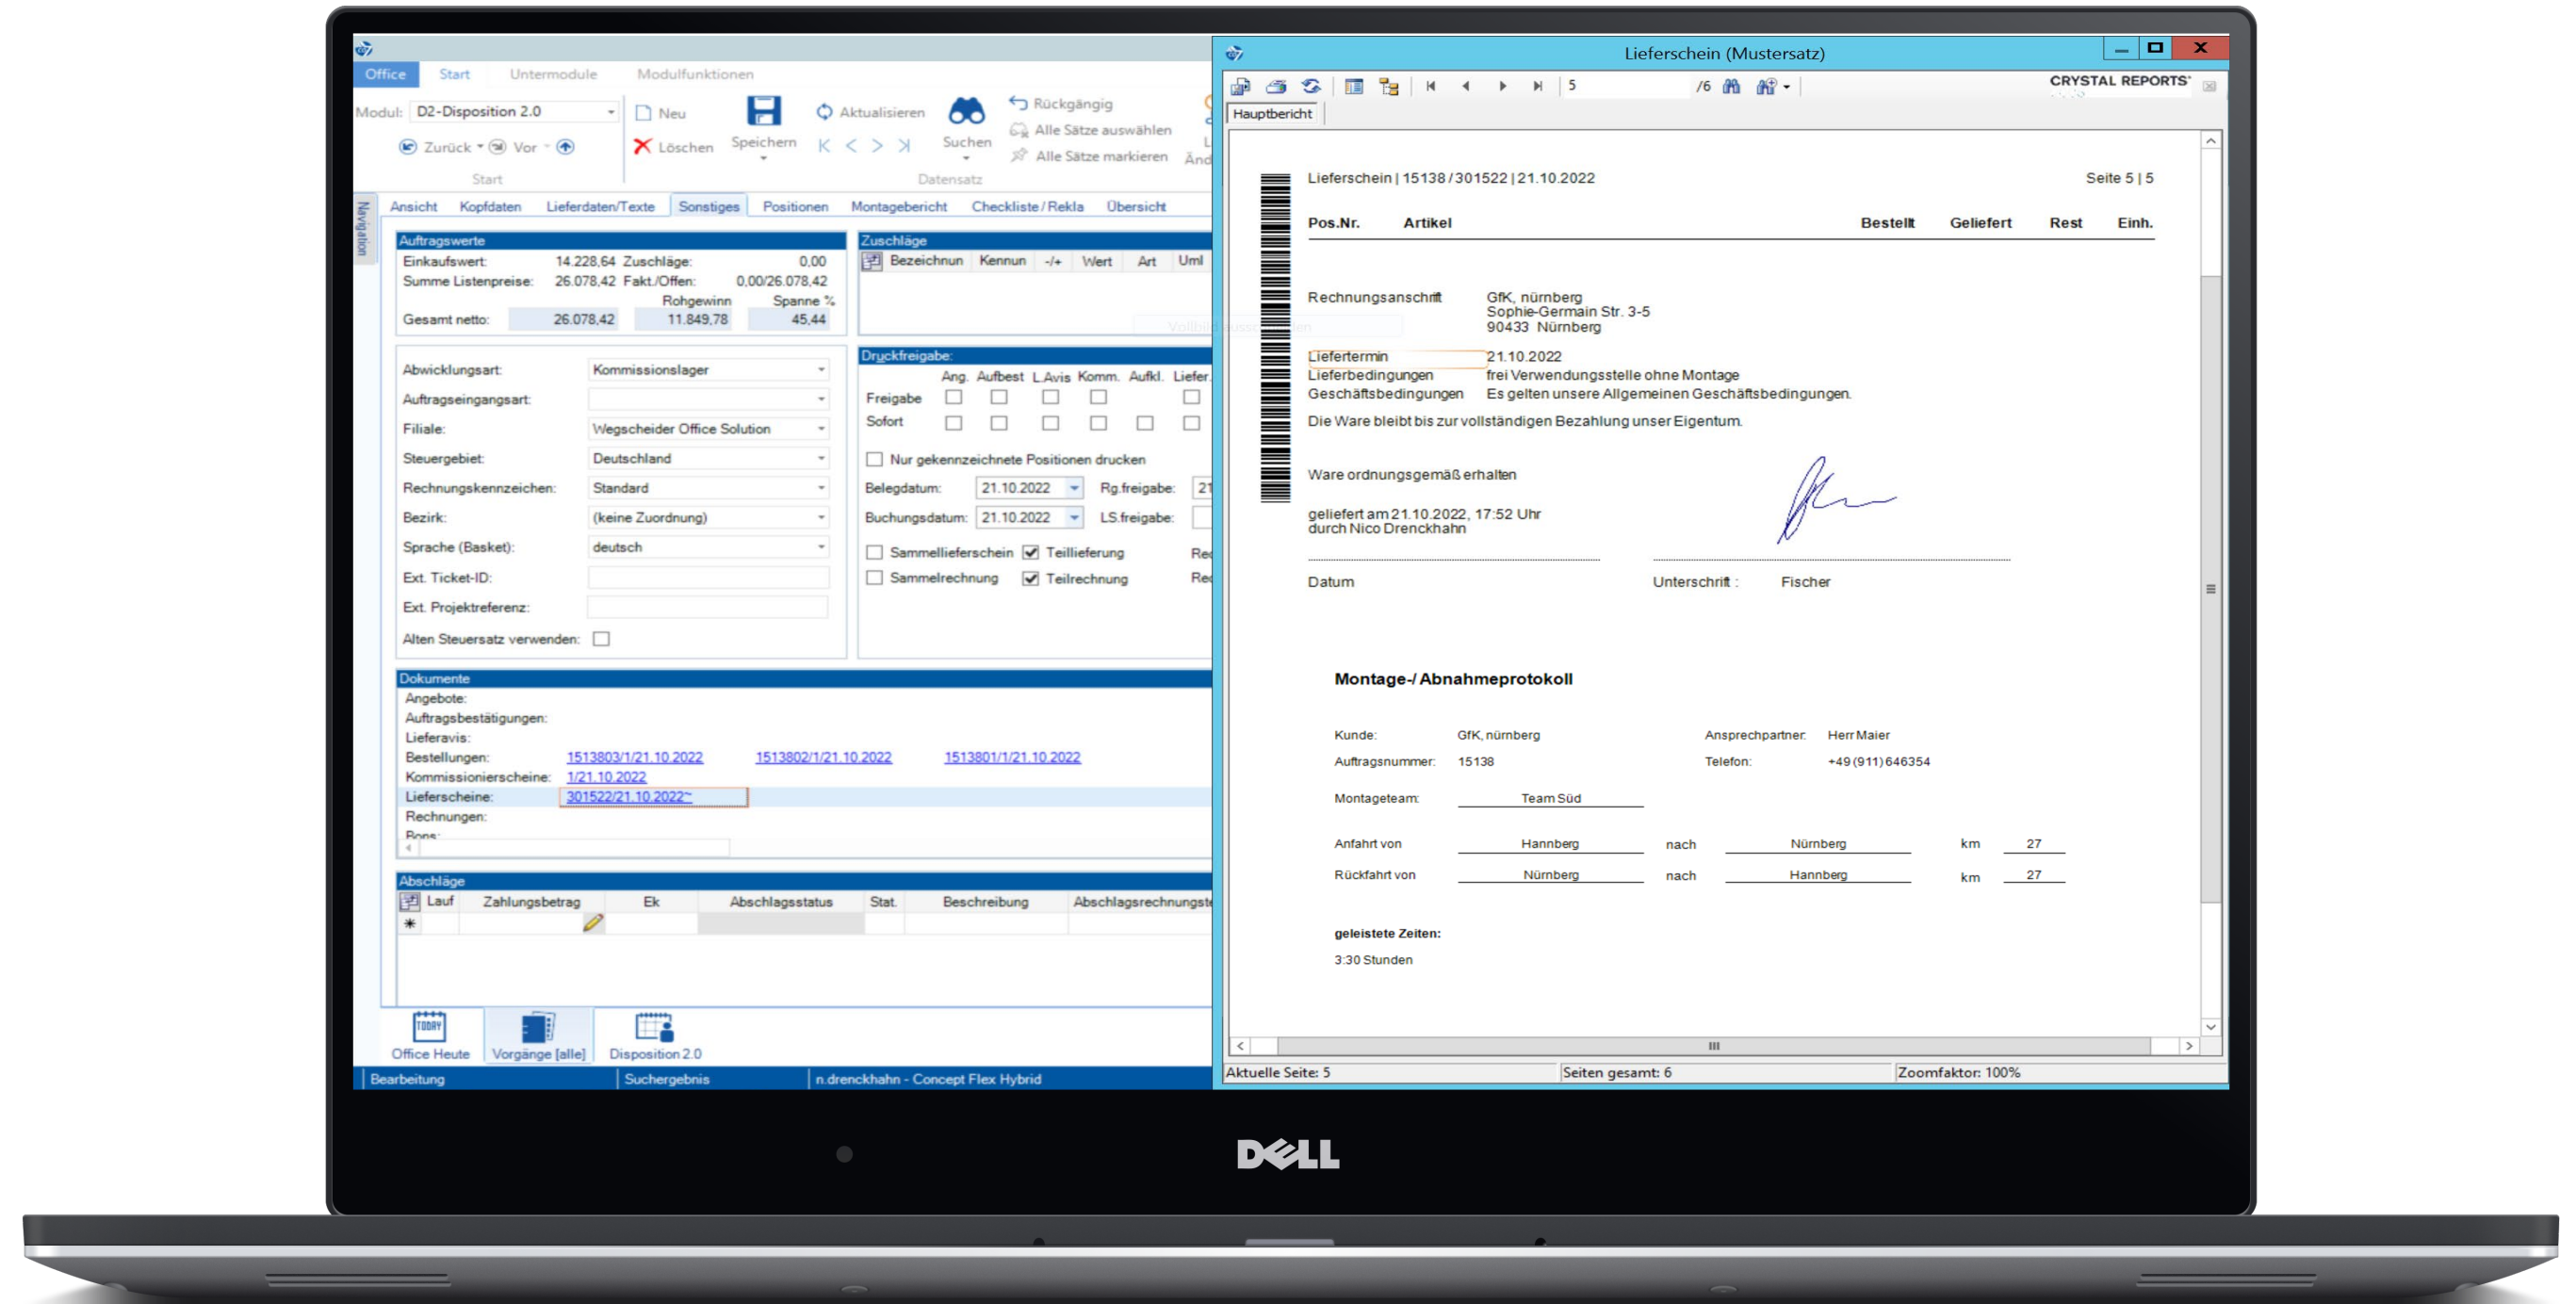 Office Start Untermodule Modulfunktionen
Modul: D2-Disposition 2.0
Zurück Vor
Start
Neu
Löschen
Speichern
Aktualisieren
Suchen
Rückgängig
Alle Sätze auswählen
Alle Sätze markieren
Datensatz
Navigation
Ansicht Kopfdaten Lieferdaten/Texte Sonstiges Positionen Montagebericht Checkliste/Rekla Übersicht
Auftragswerte
Einkaufswert: 14.228,64 Zuschläge: 0,00
Summe Listenpreise: 26.078,42 Fakt./Offen: 0,00/26.078,42
Rohgewinn Spanne %
Gesamt netto: 26.078,42 11.849,78 45,44
Zuschläge
Bezeichnun Kennun -/+ Wert Art Uml
Abwicklungsart: Kommissionslager
Auftragseingangsart:
Filiale: Wegscheider Office Solution
Steuergebiet: Deutschland
Rechnungskennzeichen: Standard
Bezirk: (keine Zuordnung)
Sprache (Basket): deutsch
Ext. Ticket-ID:
Ext. Projektreferenz:
Alten Steuersatz verwenden:
Druckfreigabe:
Ang. Aufbest L.Avis Komm. Aufkl. Liefer.
Freigabe
Sofort
Nur gekennzeichnete Positionen drucken
Belegdatum: 21.10.2022 Rg.freigabe: 21
Buchungsdatum: 21.10.2022 LS.freigabe:
Sammellieferschein Teillieferung Rec
Sammelrechnung Teilrechnung Rec
Dokumente
Angebote:
Auftragsbestätigungen:
Lieferavis:
Bestellungen: 1513803/1/21.10.2022 1513802/1/21.10.2022 1513801/1/21.10.2022
Kommissionierscheine: 1/21.10.2022
Lieferscheine: 301522/21.10.2022~
Rechnungen:
Bons:
Abschläge
Lauf Zahlungsbetrag Ek Abschlagsstatus Stat. Beschreibung Abschlagsrechnungste
TODAY
Office Heute Vorgänge [alle] Disposition 2.0
Bearbeitung Suchergebnis n.drenckhahn - Concept Flex Hybrid
Lieferschein (Mustersatz)
5 /6
CRYSTAL REPORTS
Hauptbericht
Lieferschein | 15138 / 301522 | 21.10.2022 Seite 5 | 5
Pos.Nr. Artikel Bestellt Geliefert Rest Einh.
Rechnungsanschrift GfK, nürnberg
Sophie-Germain Str. 3-5
90433 Nürnberg
Liefertermin 21.10.2022
Lieferbedingungen frei Verwendungsstelle ohne Montage
Geschäftsbedingungen Es gelten unsere Allgemeinen Geschäftsbedingungen.
Die Ware bleibt bis zur vollständigen Bezahlung unser Eigentum.
Ware ordnungsgemäß erhalten
geliefert am 21.10.2022, 17:52 Uhr
durch Nico Drenckhahn
Datum Unterschrift : Fischer
Montage-/ Abnahmeprotokoll
Kunde: GfK, nürnberg Ansprechpartner: Herr Maier
Auftragsnummer: 15138 Telefon: +49 (911) 646354
Montageteam: Team Süd
Anfahrt von Hannberg nach Nürnberg km 27
Rückfahrt von Nürnberg nach Hannberg km 27
geleistete Zeiten:
3:30 Stunden
Aktuelle Seite: 5 Seiten gesamt: 6 Zoomfaktor: 100%
DELL